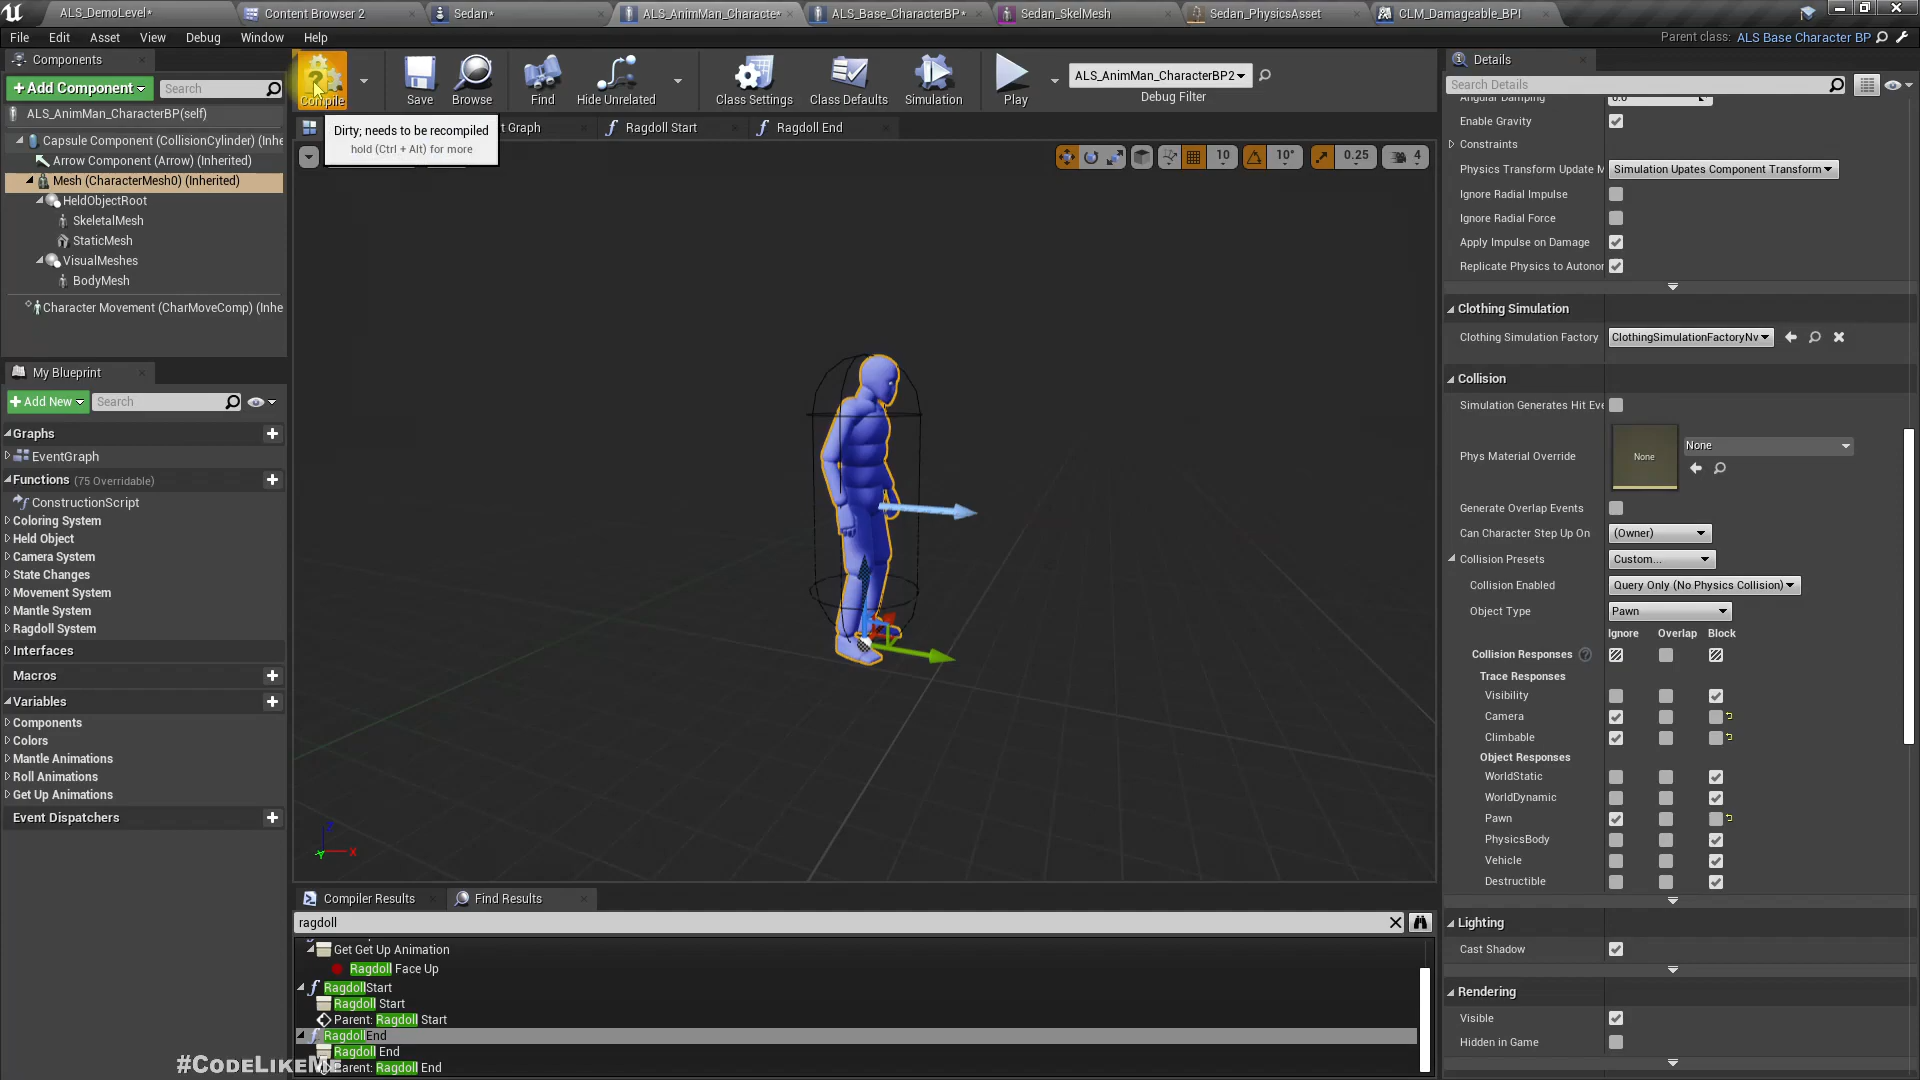 ALS_DemoLevel*
Content Browser 2
Sedan*
ALS_AnimMan_Characte*
ALS_Base_CharacterBP*
Sedan_SkelMesh
Sedan_PhysicsAsset
CLM_Damageable_BPI
File
Edit
Asset
View
Debug
Window
Help
Parent class:
ALS Base Character BP
Components
+Add Component
Search
ALS_AnimMan_CharacterBP(self)
Capsule Component (CollisionCylinder) (Inhe
Arrow Component (Arrow) (Inherited)
Mesh (CharacterMesh0) (Inherited)
HeldObjectRoot
SkeletalMesh
StaticMesh
VisualMeshes
BodyMesh
Character Movement (CharMoveComp) (Inhe
My Blueprint
+Add New
Search
Graphs
EventGraph
Functions (75 Overridable)
ConstructionScript
Coloring System
Held Object
Camera System
State Changes
Movement System
Mantle System
Ragdoll System
Interfaces
Macros
Variables
Components
Colors
Mantle Animations
Roll Animations
Get Up Animations
Event Dispatchers
Compile
Save
Browse
Find
Hide Unrelated
Class Settings
Class Defaults
Simulation
Play
ALS_AnimMan_CharacterBP2
Debug Filter
Dirty; needs to be recompiled
hold (Ctrl + Alt) for more
t Graph
Ragdoll Start
Ragdoll End
10
10°
0.25
4
Z
X
Y
Compiler Results
Find Results
ragdoll
Get Get Up Animation
Ragdoll Face Up
RagdollStart
Ragdoll Start
Parent: Ragdoll Start
RagdollEnd
Ragdoll End
Parent: Ragdoll End
#CodeLikeMe
Details
Search Details
Angular Damping
0.0
Enable Gravity
Constraints
Physics Transform Update M
Simulation Upates Component Transform
Ignore Radial Impulse
Ignore Radial Force
Apply Impulse on Damage
Replicate Physics to Autonor
Clothing Simulation
Clothing Simulation Factory
ClothingSimulationFactoryNv
Collision
Simulation Generates Hit Eve
Phys Material Override
None
None
Generate Overlap Events
Can Character Step Up On
(Owner)
Collision Presets
Custom...
Collision Enabled
Query Only (No Physics Collision)
Object Type
Pawn
Ignore
Overlap
Block
Collision Responses
Trace Responses
Visibility
Camera
Climbable
Object Responses
WorldStatic
WorldDynamic
Pawn
PhysicsBody
Vehicle
Destructible
Lighting
Cast Shadow
Rendering
Visible
Hidden in Game